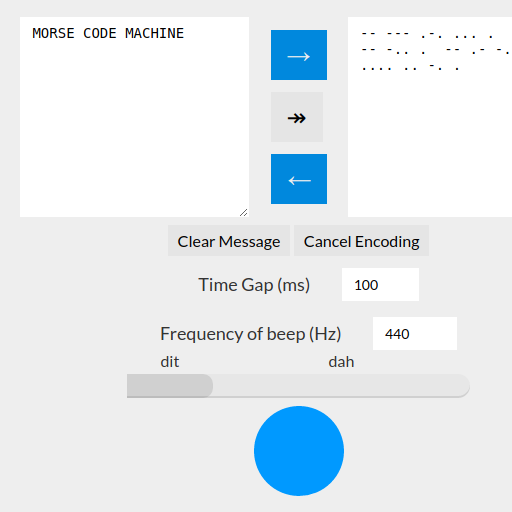 MORSE CODE MACHINE
-- --- .-. ... .
-- -.. . -- .- -.
.... .. -. .
→
↠
←
Clear Message Cancel Encoding
Time Gap (ms) 100
Frequency of beep (Hz) 440
dit dah